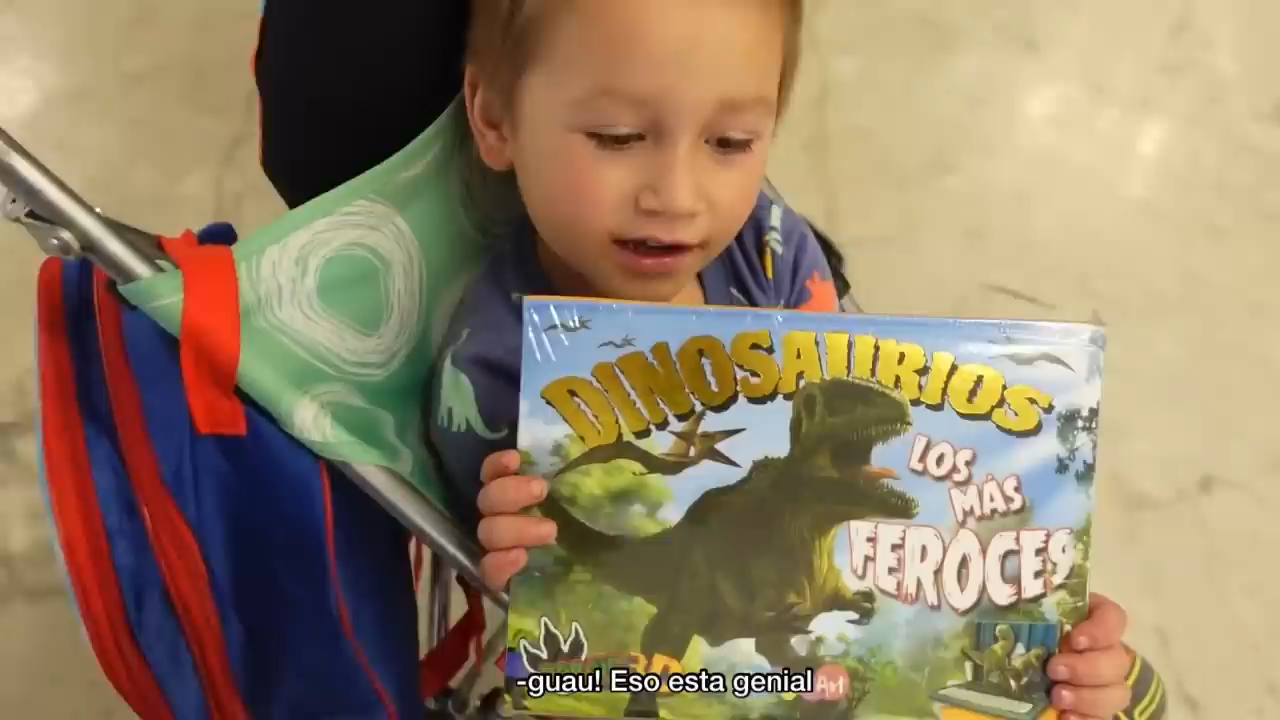 DINOSAURIOS
LOS
MÁS
FEROCES
-guau! Eso esta genial